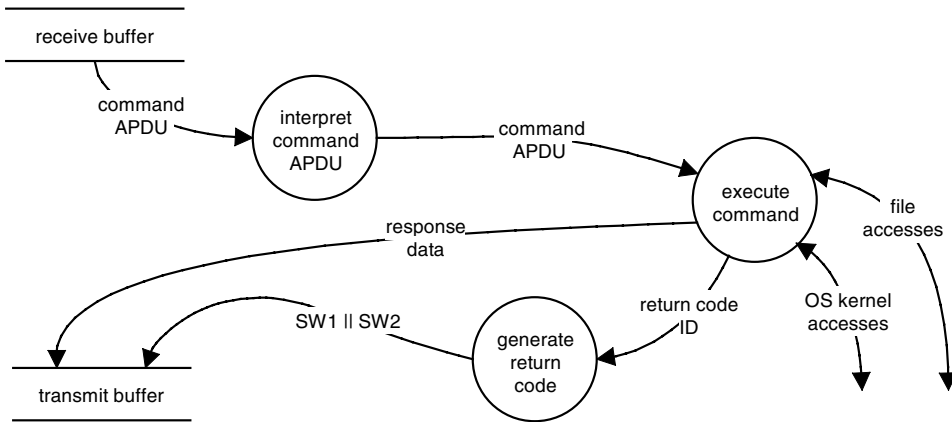 receive buffer
command
APDU
interpret
command
APDU
command
APDU
execute
command
file
accesses
response
data
OS kernel
accesses
return code
ID
SW1 || SW2
generate
return
code
transmit buffer